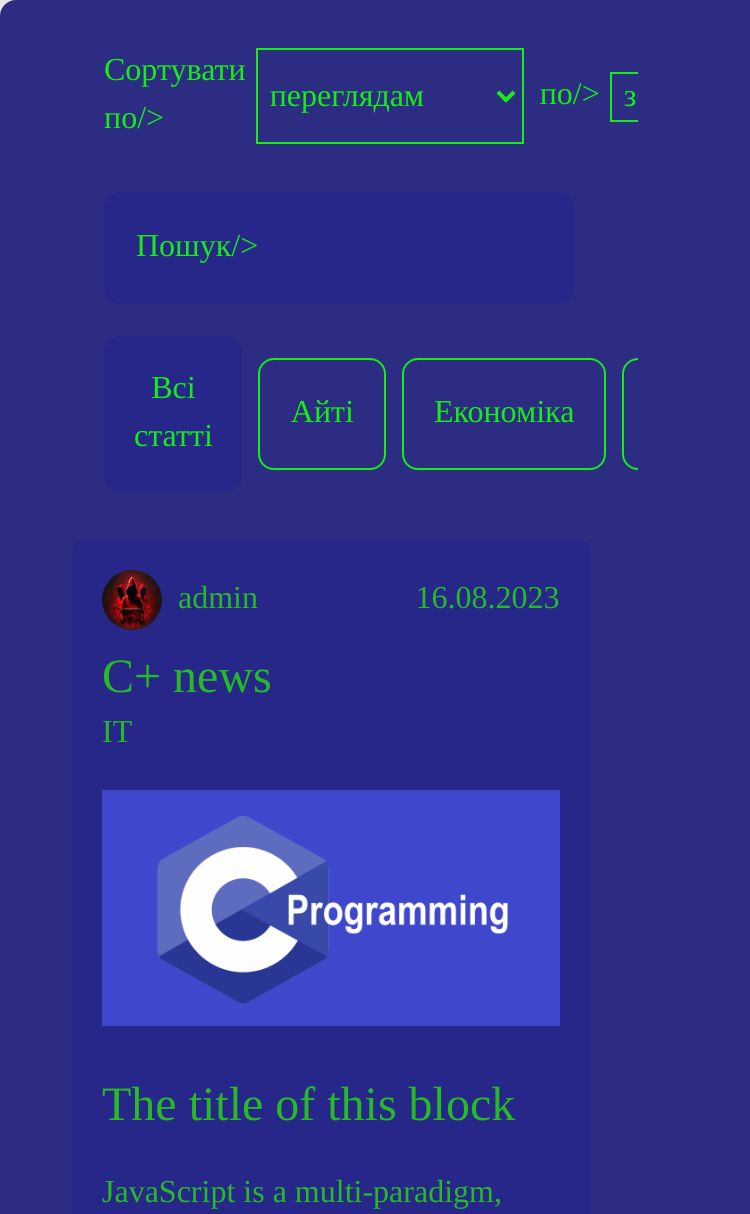 Сортувати
по/>
переглядам
по/>
з
Пошук/>
Всі
статті
Айті
Економіка
admin
16.08.2023
C+ news
IT
Programming
The title of this block
JavaScript is a multi-paradigm,